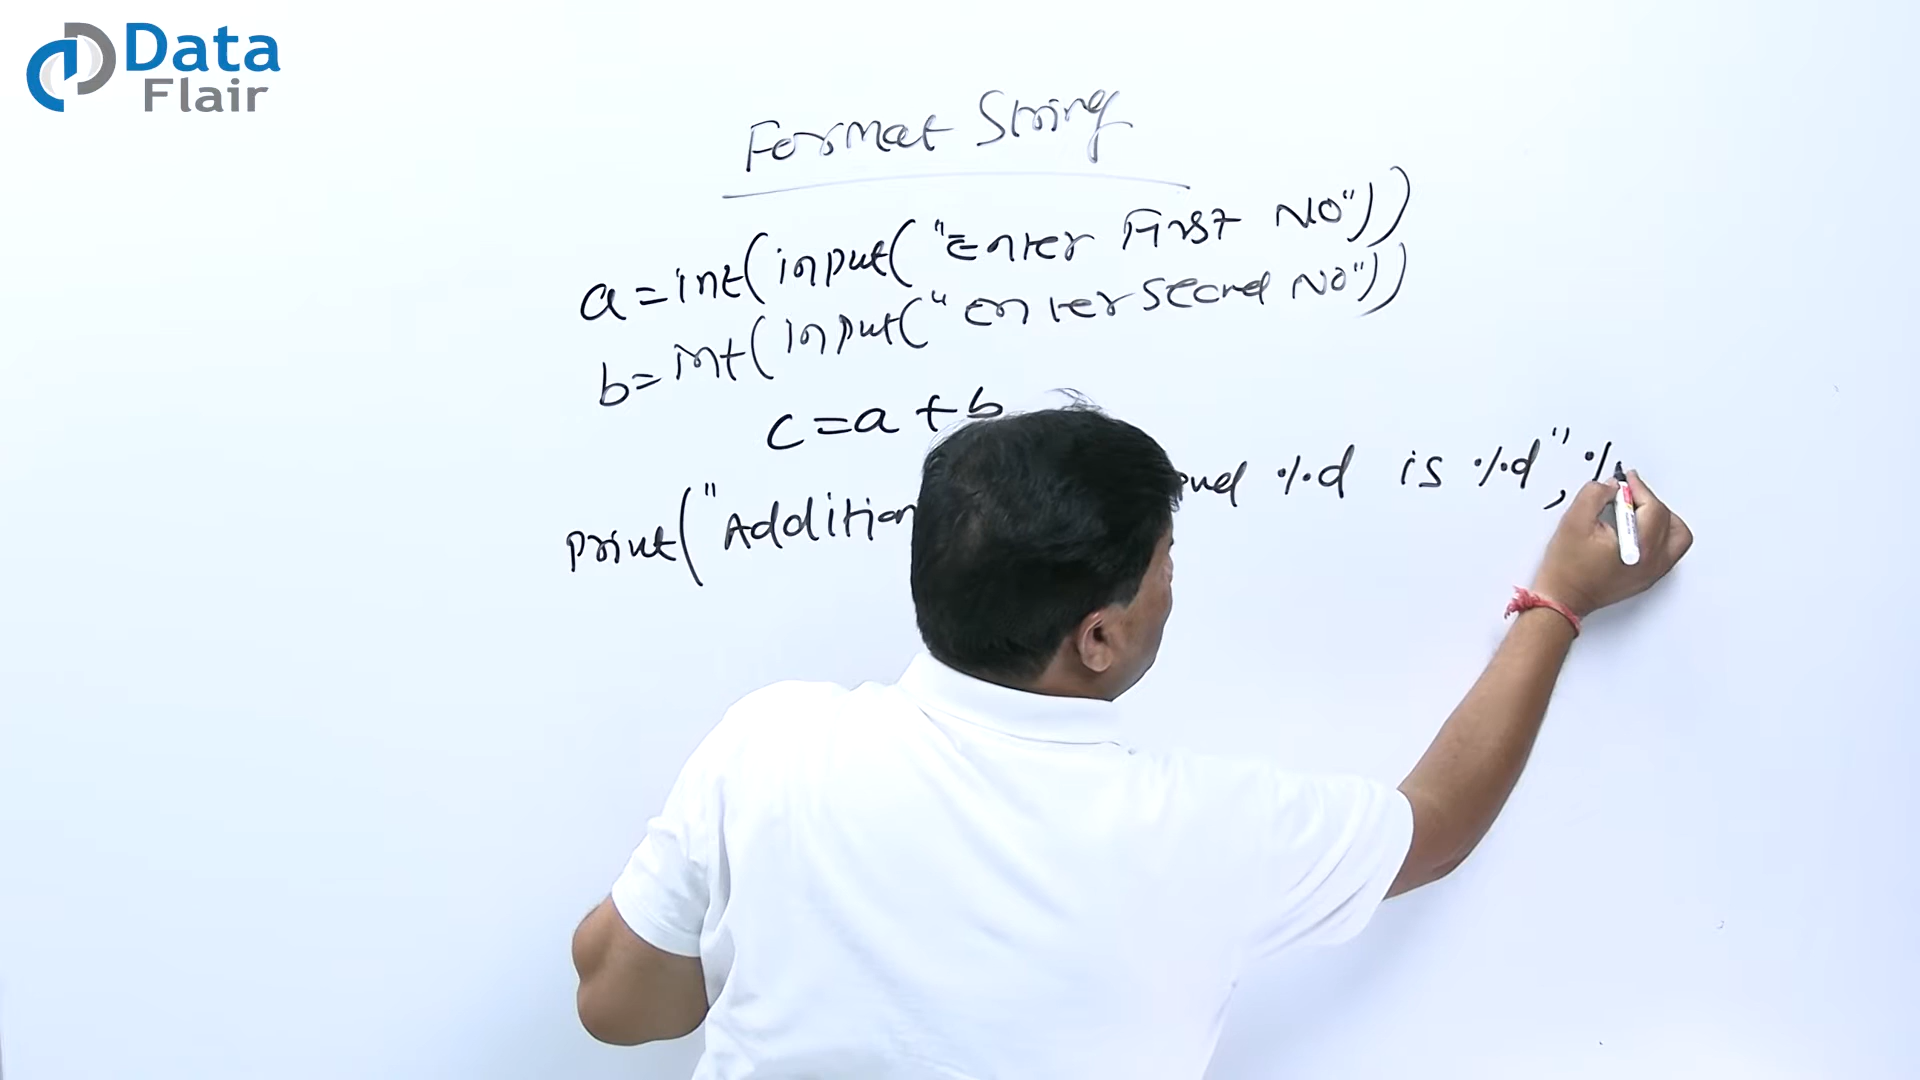 Data
Flair
Format String
a=int(input("Enter First NO"))
b=int(input("enter second NO"))
c=a+b
print("Addition and %d is %d",%